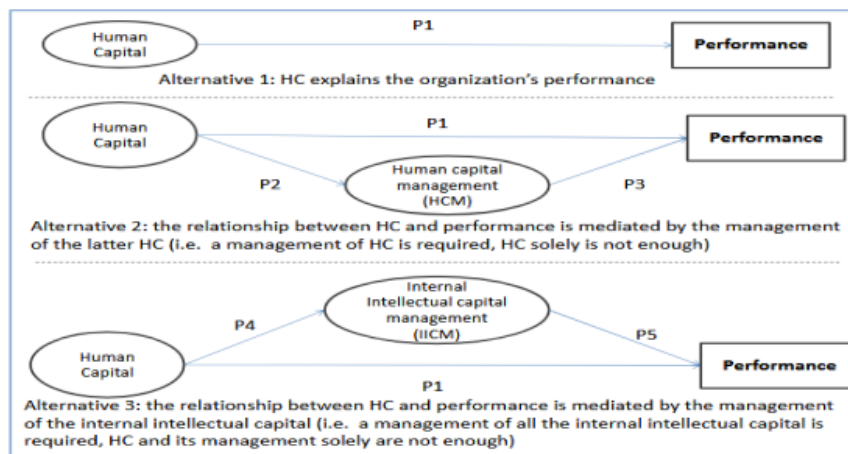 P1
Human
Capital
Performance
Alternative 1: HC explains the organization's performance
Human
Capital
P1
Performance
P2
Human capital
management
(HCM)
P3
Alternative 2: the relationship between HC and performance is mediated by the management
of the latter HC (i.e. a management of HC is required, HC solely is not enough)
Internal
Intellectual capital
management
(IICM)
P4
P5
Human
Capital
Performance
P1
Alternative 3: the relationship between HC and performance is mediated by the management
of the internal intellectual capital (i.e. a management of all the internal intellectual capital is
required, HC and its management solely are not enough)